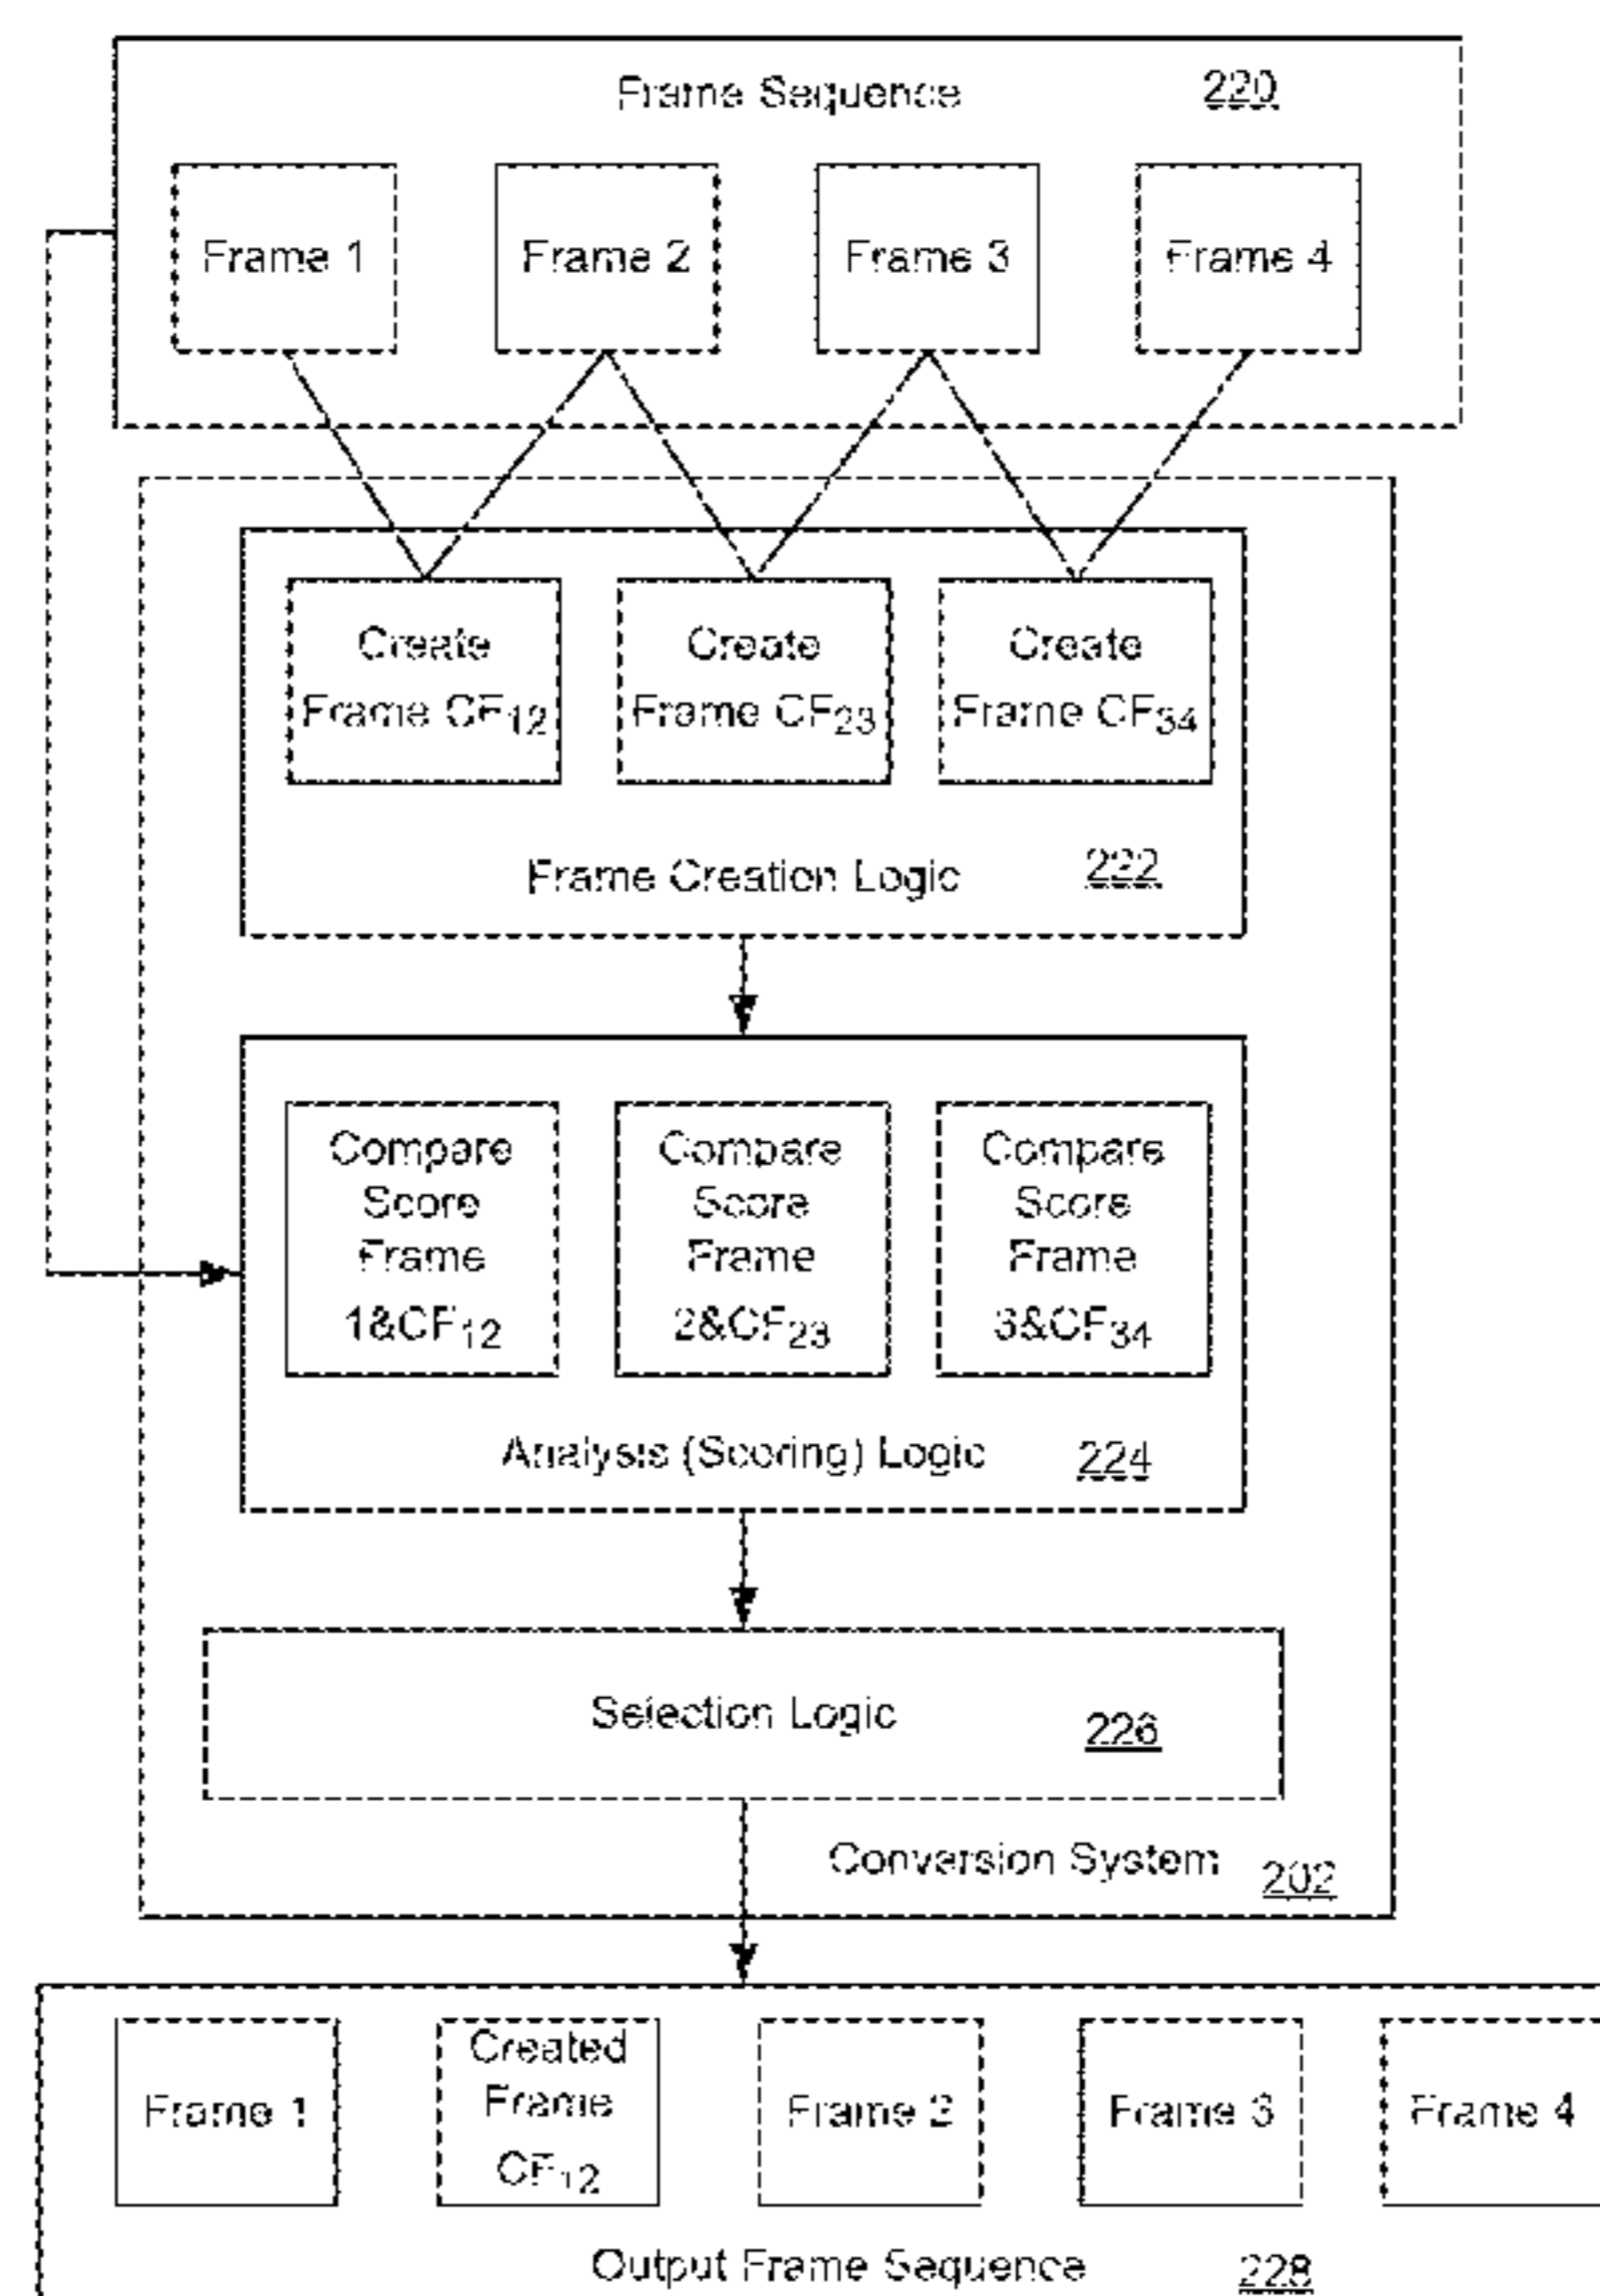 Frame Sequence 220
Frame 1
Frame 2
Frame 3
Frame 4
Create
Frame CF12
Create
Frame CF23
Create
Frame CF34
Frame Creation Logic 222
Compare
Score
Frame
1&CF12
Compare
Score
Frame
2&CF23
Compare
Score
Frame
3&CF34
Analysis (Scoring) Logic 224
Selection Logic 226
Conversion System 202
Frame 1
Created
Frame
CF12
Frame 2
Frame 3
Frame 4
Output Frame Sequence 228